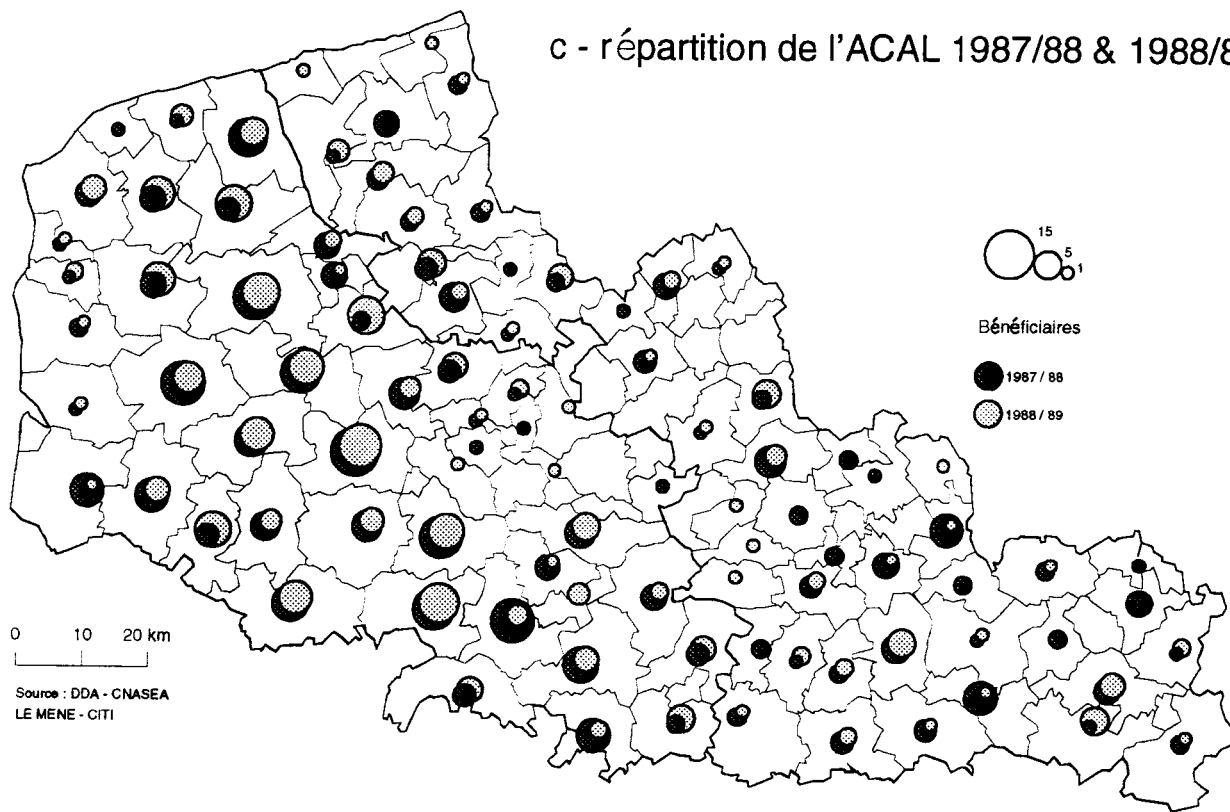 c - répartition de l'ACAL 1987/88 & 1988/8
15
5
1
Bénéficiaires
1987 / 88
1988 / 89
0 10 20 km
Source : DDA - CNASEA
LE MENE - CITI